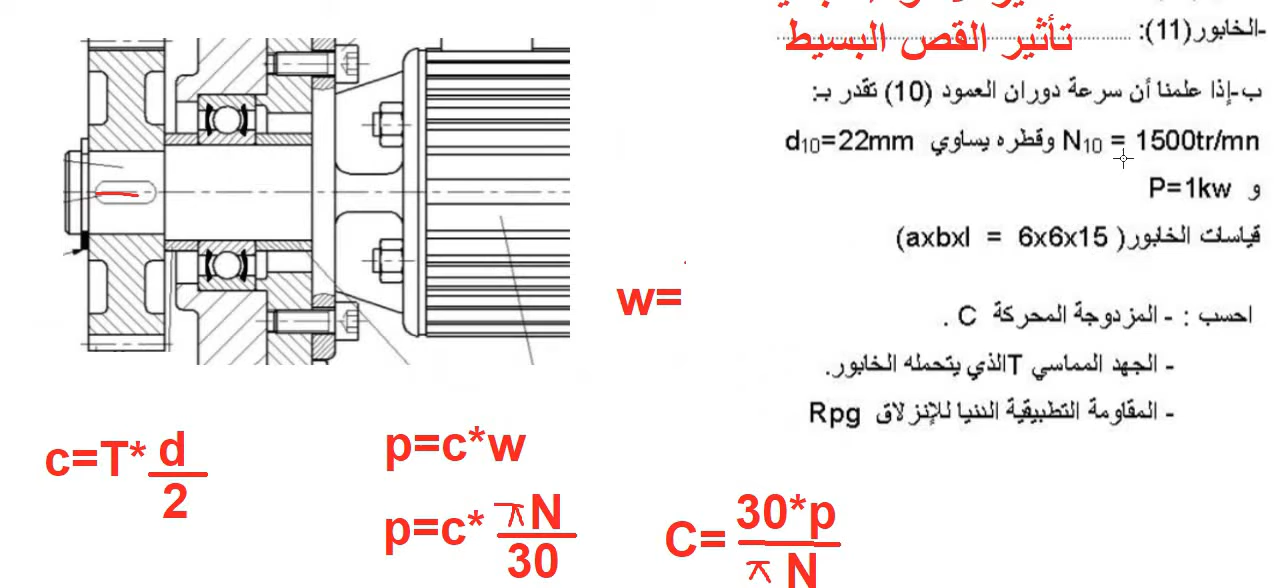 -الخابور(11): تأثير القص البسيط
ب-إذا علمنا أن سرعة دوران العمود (10) تقدر بـ:
N10 = 1500tr/mn وقطره يساوي d10=22mm
و P=1kw
قياسات الخابور( axbxl = 6x6x15)
w=
احسب : - المزدوجة المحركة C .
- الجهد المماسي T الذي يتحمله الخابور.
- المقاومة التطبيقية الدنيا للإنزلاق Rpg
c=T* d/2
p=c*w
p=c* πN/30
C= 30*p/π N